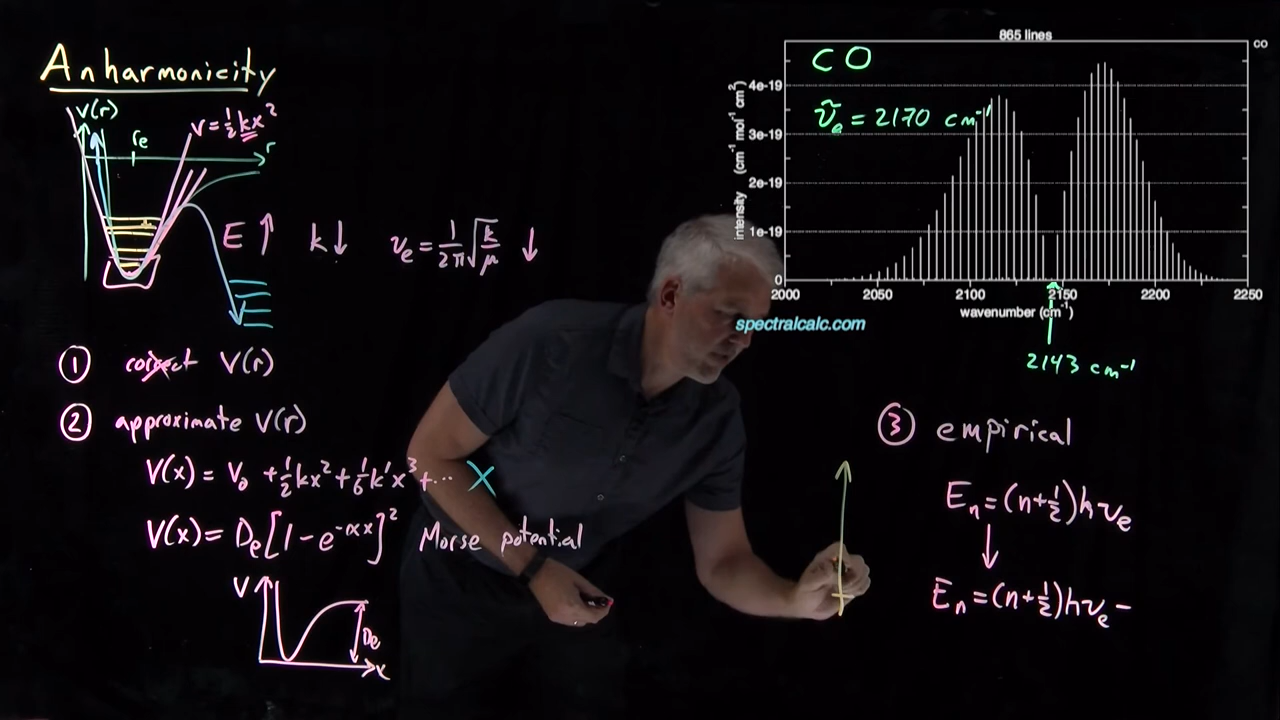 Anharmonicity
V(r)
re
V=½kx²
r
E↑ k↓ νe = 1/2π √k/μ ↓
① correct V(r)
② approximate V(r)
V(x) = V₀ + ½kx² + ⅙k'x³ + ... X
V(x) = De[1 - e^-αx]² Morse potential
V
De
x
865 lines
CO
CO
ν̃e = 2170 cm⁻¹
intensity (cm⁻¹ mol⁻¹ cm²)
4e-19
3e-19
2e-19
1e-19
0
2000 2050 2100 2150 2200 2250
wavenumber (cm⁻¹)
spectralcalc.com
2143 cm⁻¹
③ empirical
En = (n+½)hνe
↓
En = (n+½)hνe −